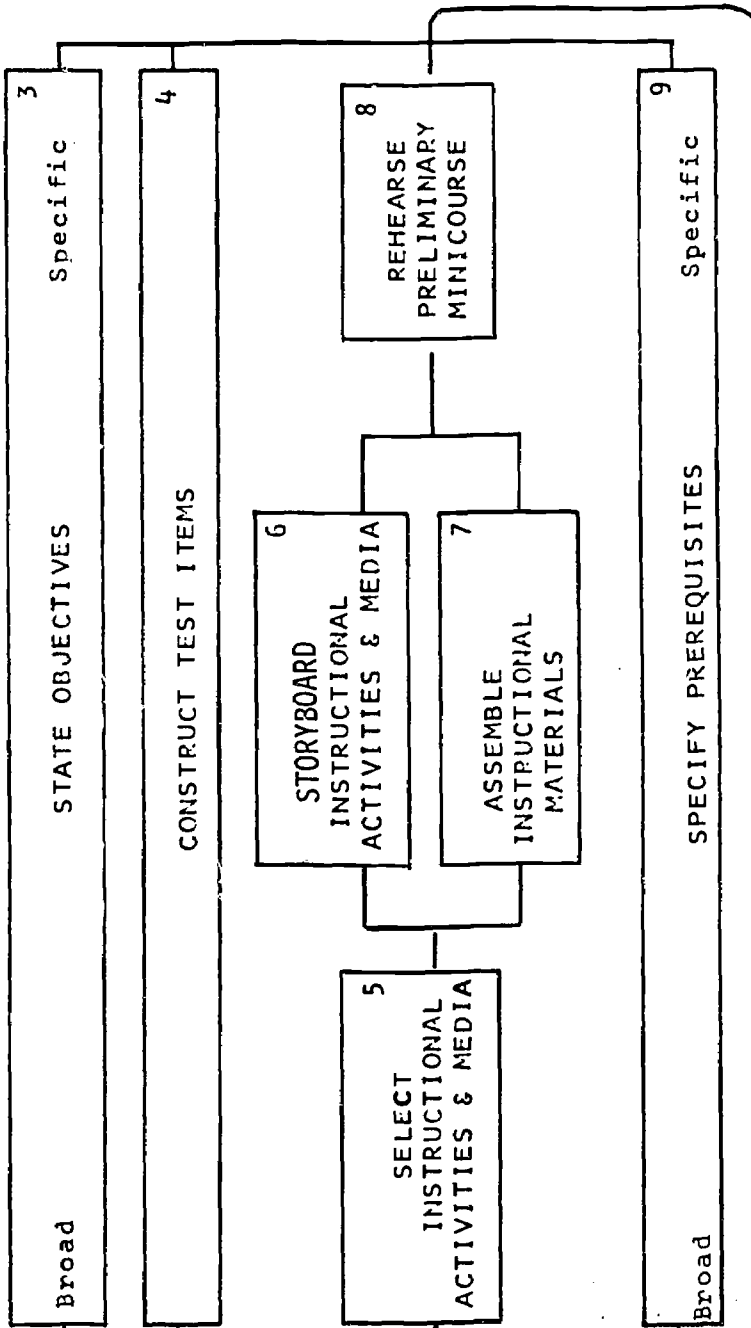 3
Broad STATE OBJECTIVES Specific
4
CONSTRUCT TEST ITEMS
5
SELECT
INSTRUCTIONAL
ACTIVITIES & MEDIA
6
STORYBOARD
INSTRUCTIONAL
ACTIVITIES & MEDIA
7
ASSEMBLE
INSTRUCTIONAL
MATERIALS
8
REHEARSE
PRELIMINARY
MINICOURSE
9
Broad SPECIFY PREREQUISITES Specific